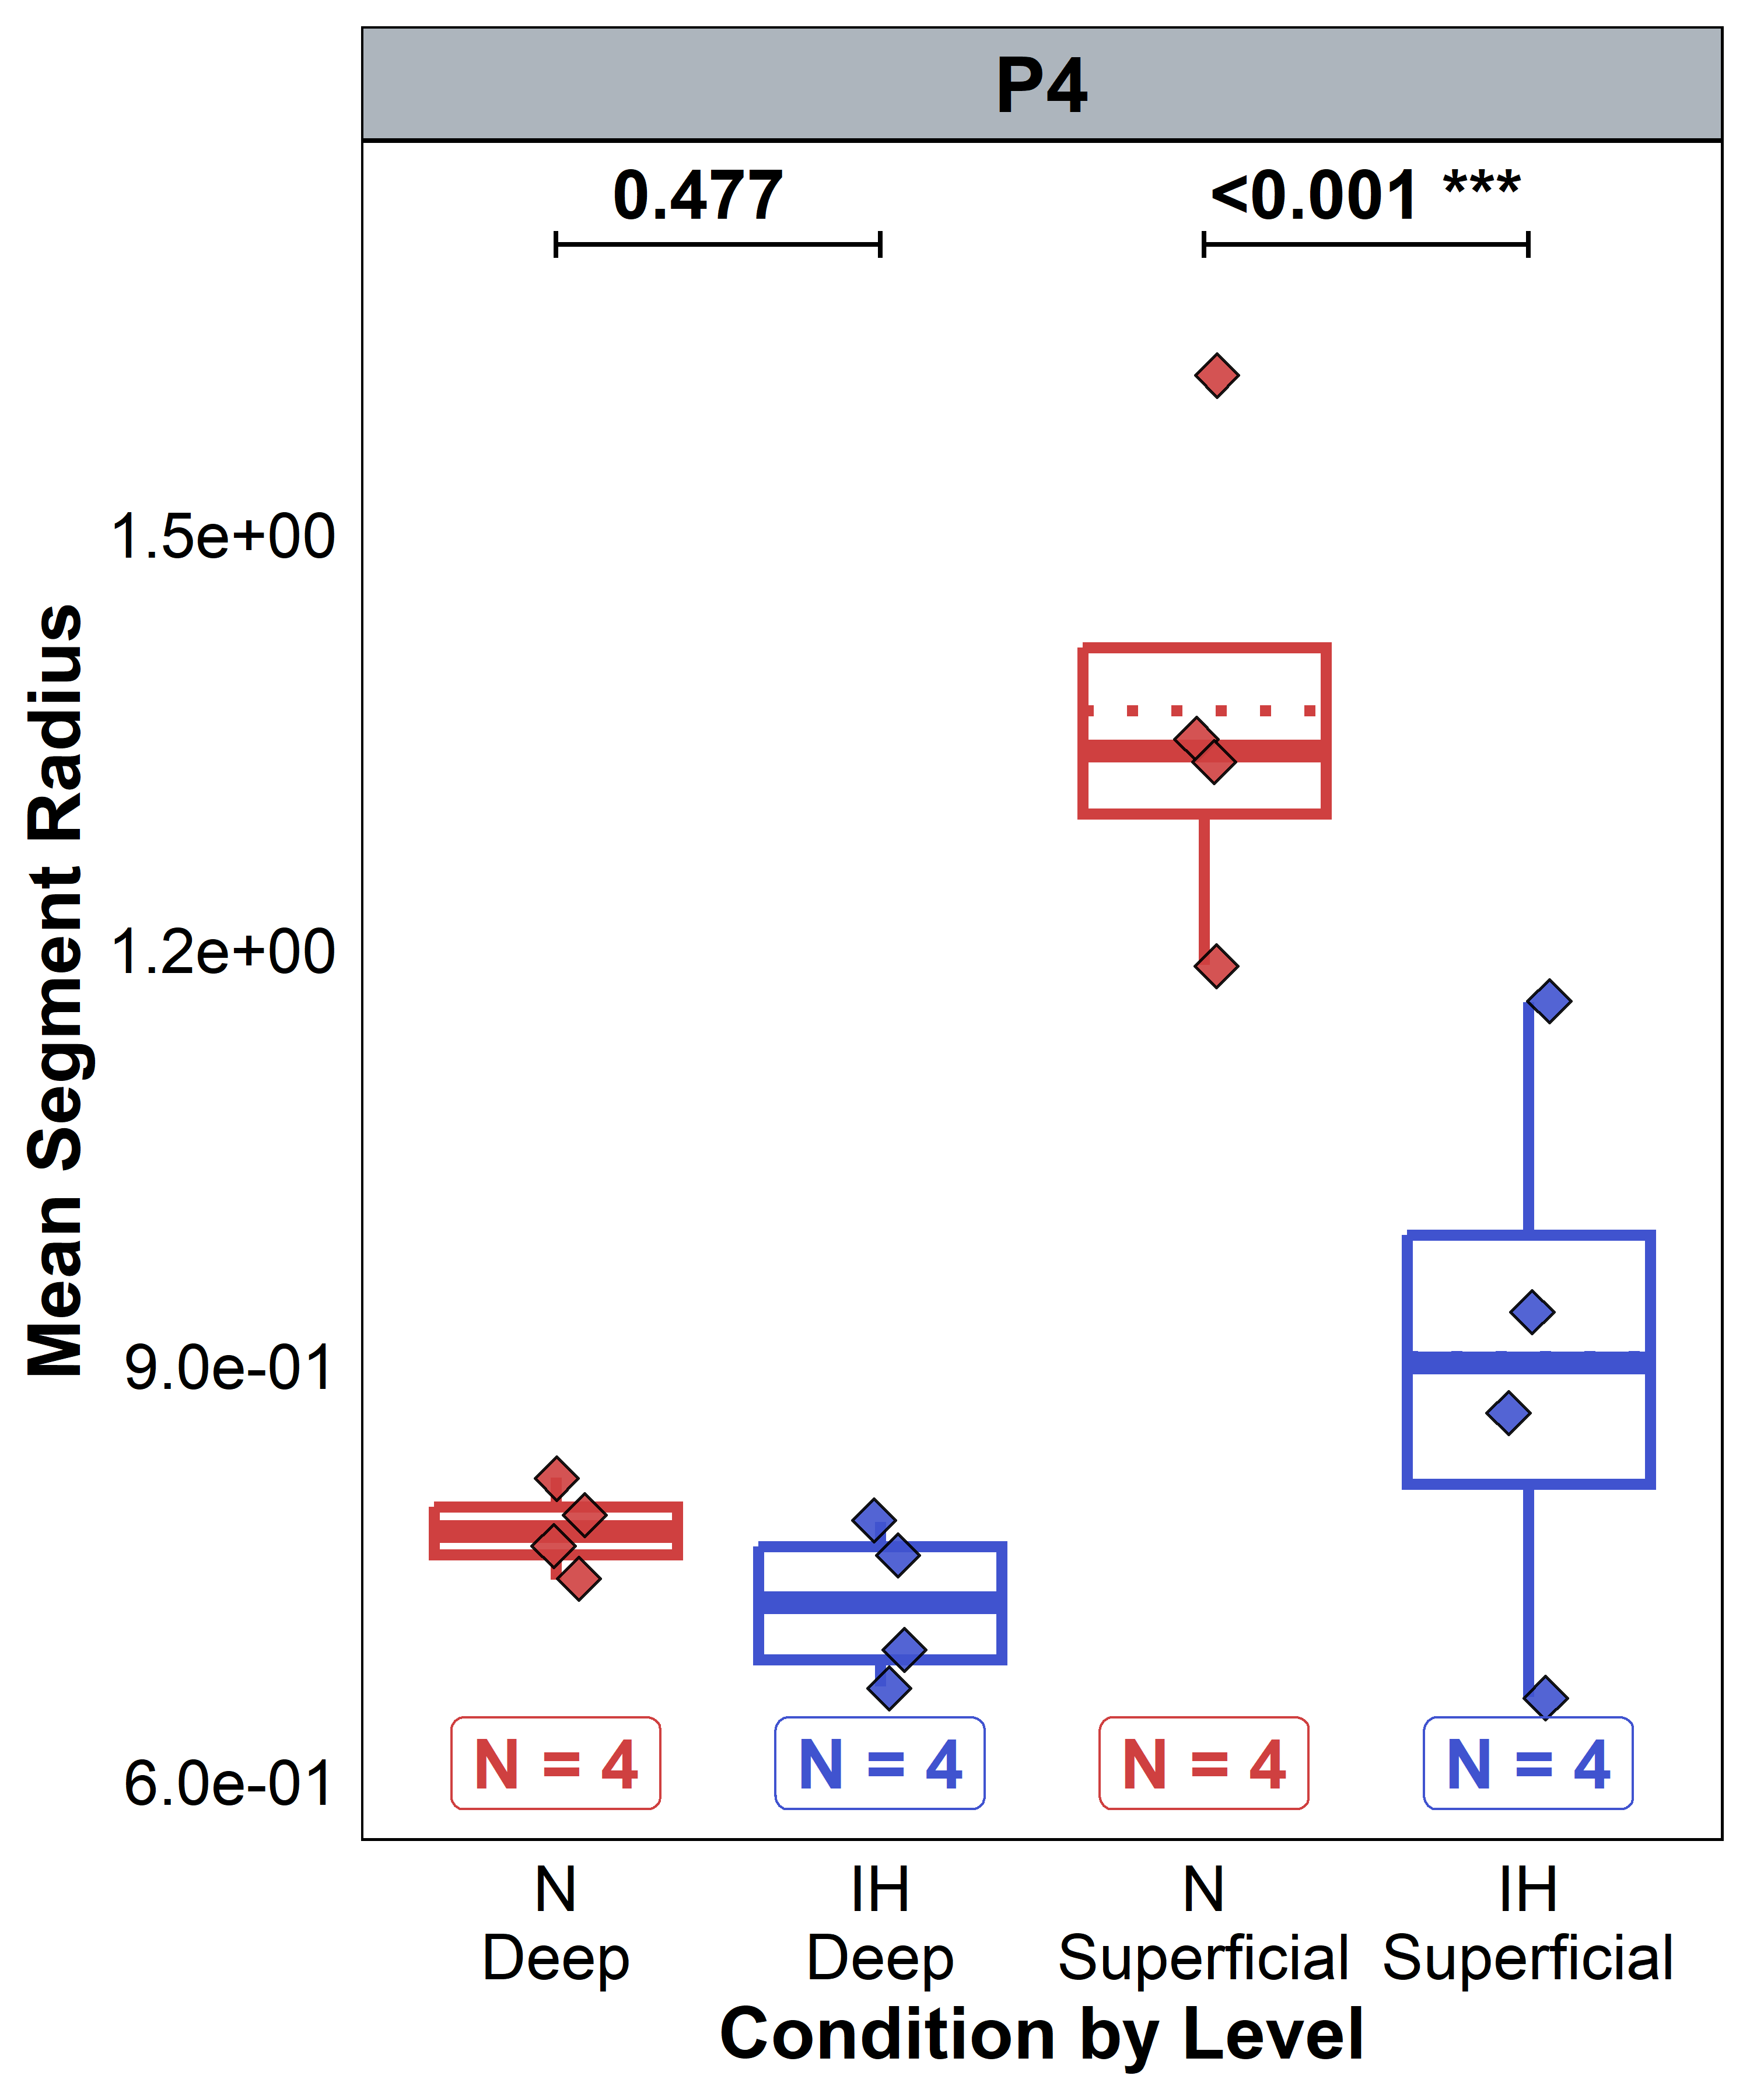 P4
0.477
<0.001 ***
Mean Segment Radius
1.5e+00
1.2e+00
9.0e-01
6.0e-01
N = 4
N = 4
N = 4
N = 4
N
Deep
IH
Deep
N
Superficial
IH
Superficial
Condition by Level